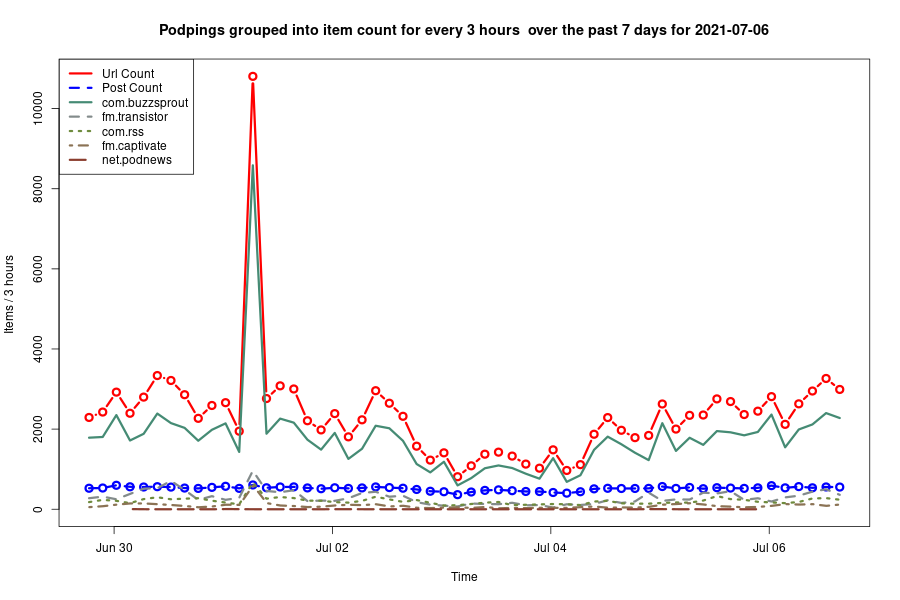 Podpings grouped into item count for every 3 hours  over the past 7 days for 2021-07-06
Url Count
Post Count
com.buzzsprout
fm.transistor
com.rss
fm.captivate
net.podnews
10000
8000
6000
4000
2000
0
Items / 3 hours
Jun 30
Jul 02
Jul 04
Jul 06
Time